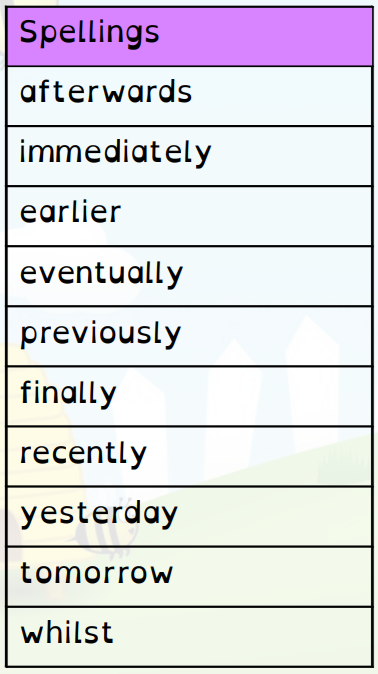 Spellings
afterwards
immediately
earlier
eventually
previously
finally
recently
yesterday
tomorrow
whilst